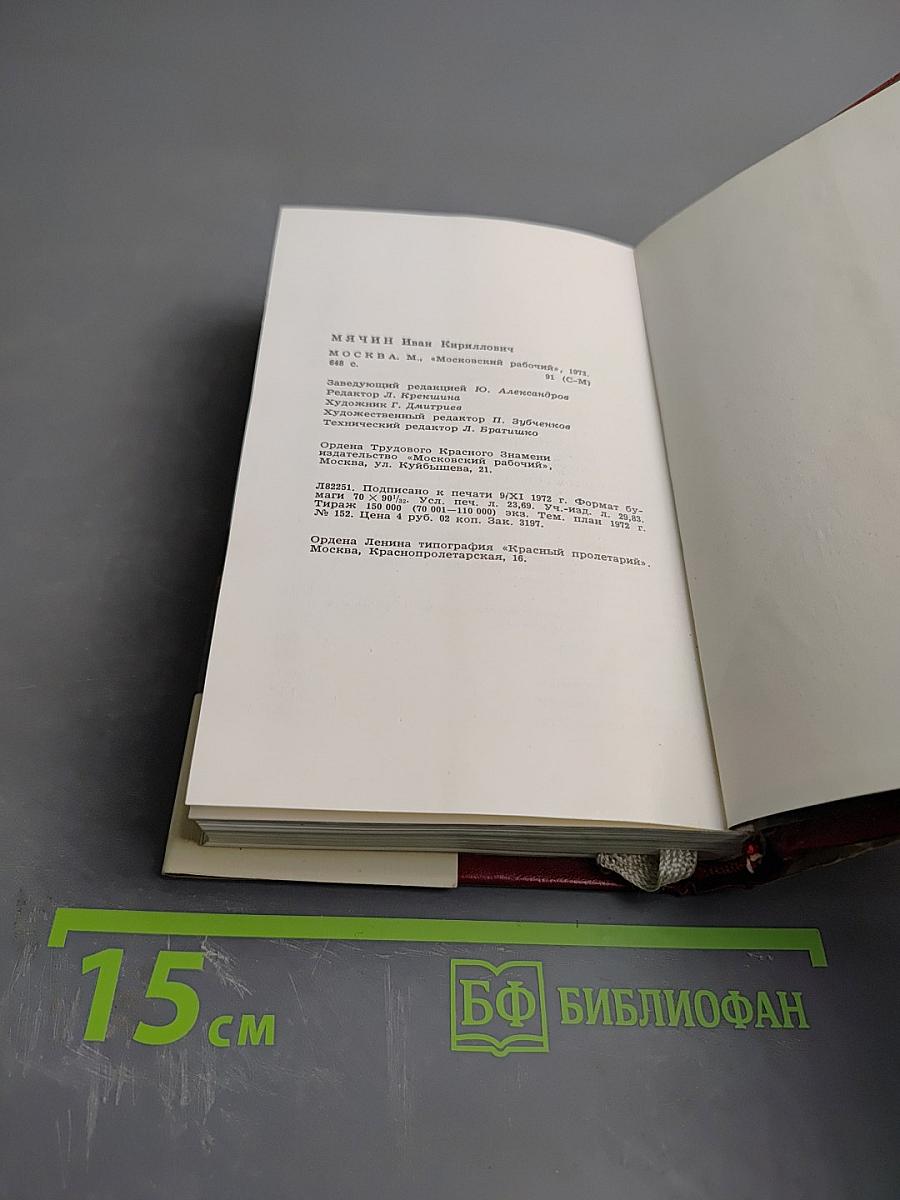 МЯЧИН Иван Кириллович
МОСКВА. М., «Московский рабочий», 1973.
648 с.
91 (С—М)
Заведующий редакцией Ю. Александров
Редактор Л. Крекшина
Художник Г. Дмитриев
Художественный редактор П. Зубченков
Технический редактор Л. Братишко
Ордена Трудового Красного Знамени
издательство «Московский рабочий»,
Москва, ул. Куйбышева, 21.
Л82251. Подписано к печати 9/XI 1972 г. Формат бу-
маги 70 × 90¹/₃₂. Усл. печ. л. 23,69. Уч.-изд. л. 29,83.
Тираж 150 000 (70 001—110 000) экз. Тем. план 1972 г.
№ 152. Цена 4 руб. 02 коп. Зак. 3197.
Ордена Ленина типография «Красный пролетарий».
Москва, Краснопролетарская, 16.
15 см
БФ БИБЛИОФАН